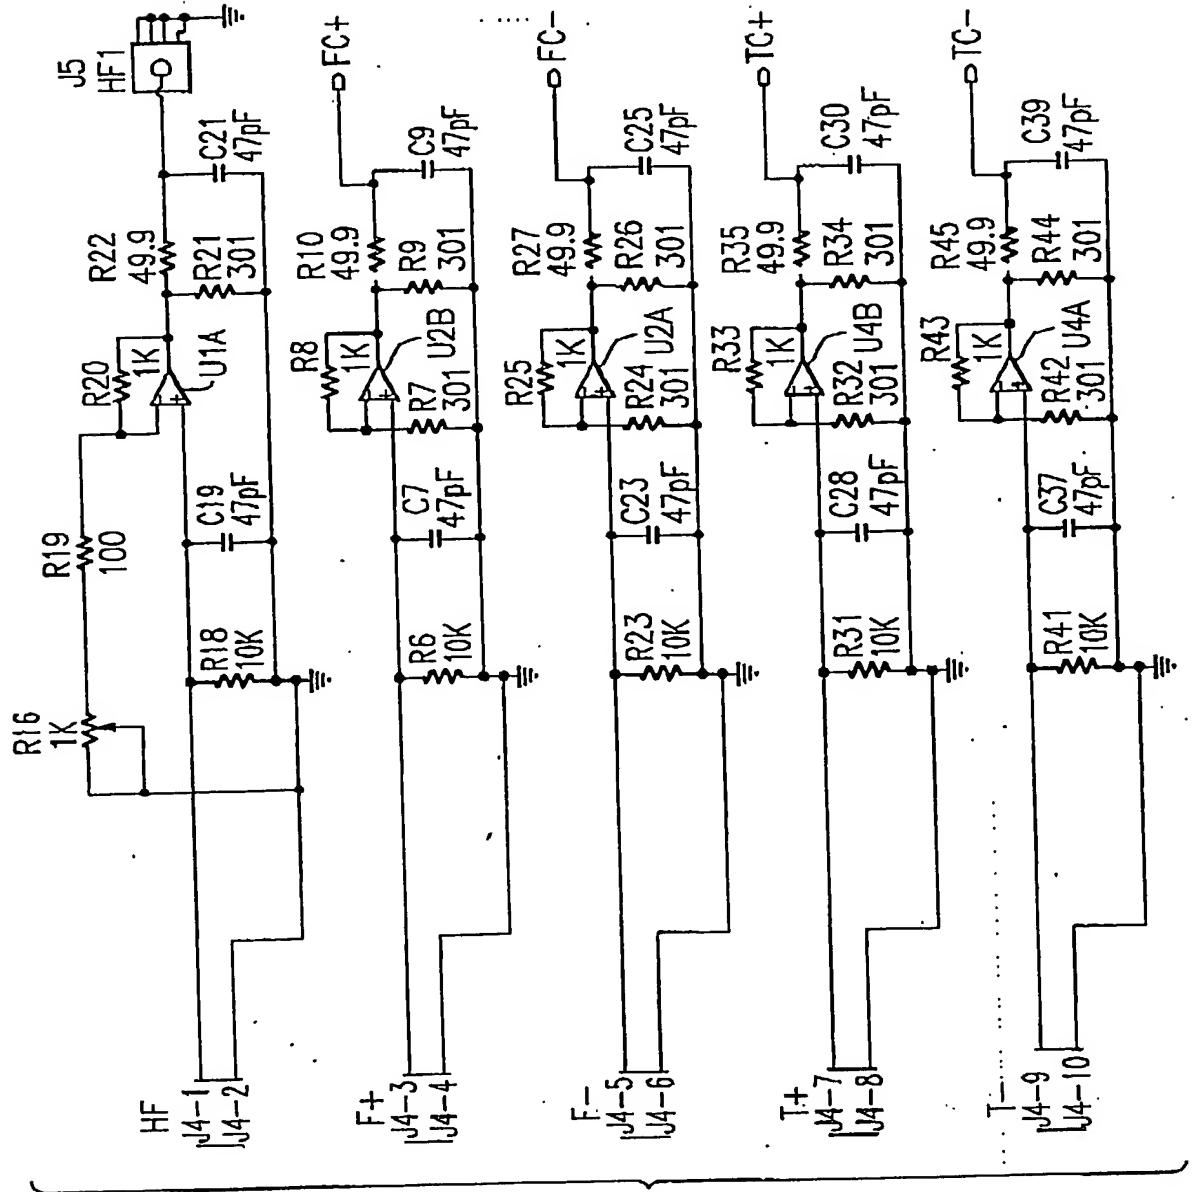 J5
HF1
R22
49.9
C21
47pF
R21
301
R20
1K
U1A
R19
100
C19
47pF
R16
1K
R18
10K
HF
J4-1
J4-2
FC+
R10
49.9
C9
47pF
R9
301
R8
1K
U2B
R7
301
C7
47pF
R6
10K
F+
J4-3
J4-4
FC-
R27
49.9
C25
47pF
R26
301
R25
1K
U2A
R24
301
C23
47pF
R23
10K
F-
J4-5
J4-6
TC+
R35
49.9
C30
47pF
R34
301
R33
1K
U4B
R32
301
C28
47pF
R31
10K
T+
J4-7
J4-8
TC-
R45
49.9
C39
47pF
R44
301
R43
1K
U4A
R42
301
C37
47pF
R41
10K
T-
J4-9
J4-10